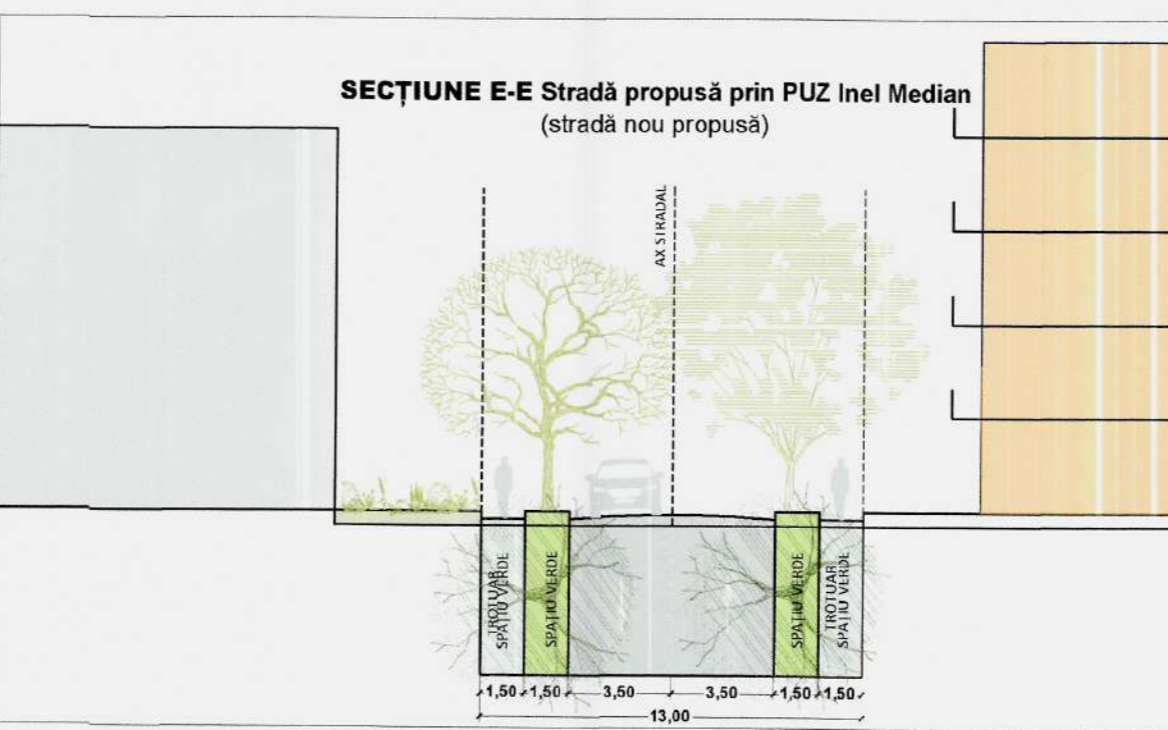 SECȚIUNE E-E Stradă propusă prin PUZ Inel Median
(stradă nou propusă)
AX STRADAL
TROTUAR
SPAȚIU VERDE
SPAȚIU VERDE
SPAȚIU VERDE
TROTUAR
SPAȚIU VERDE
1,50 1,50 3,50 3,50 1,50 1,50
13,00